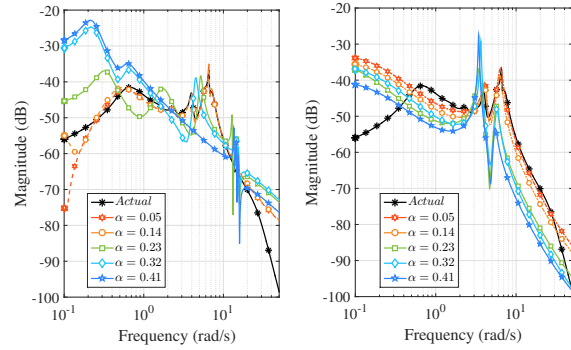 -20
-30
-40
-50
-60
-70
-80
-90
-100
Magnitude (dB)
Actual
α = 0.05
α = 0.14
α = 0.23
α = 0.32
α = 0.41
10^-1
10^0
10^1
Frequency (rad/s)
-20
-30
-40
-50
-60
-70
-80
-90
-100
Magnitude (dB)
Actual
α = 0.05
α = 0.14
α = 0.23
α = 0.32
α = 0.41
10^-1
10^0
10^1
Frequency (rad/s)